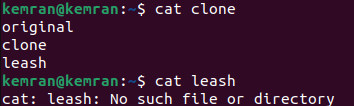 kemran@kemran:~$ cat clone
original
clone
leash
kemran@kemran:~$ cat leash
cat: leash: No such file or directory